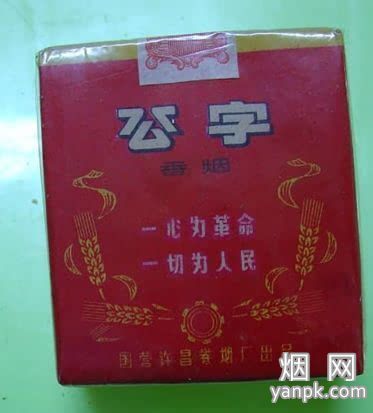 公字
香烟
一心为革命
一切为人民
国营许昌卷烟厂出品
烟网
yanpk.com